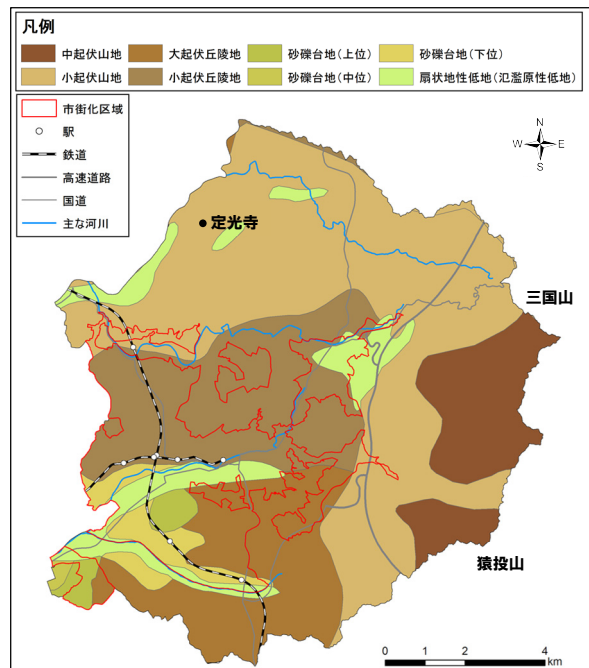 凡例
中起伏山地 大起伏丘陵地 砂礫台地(上位) 砂礫台地(下位)
小起伏山地 小起伏丘陵地 砂礫台地(中位) 扇状地性低地(氾濫原性低地)
市街化区域
駅
鉄道
高速道路
国道
主な河川
N
W E
S
定光寺
三国山
猿投山
0 1 2 4
km